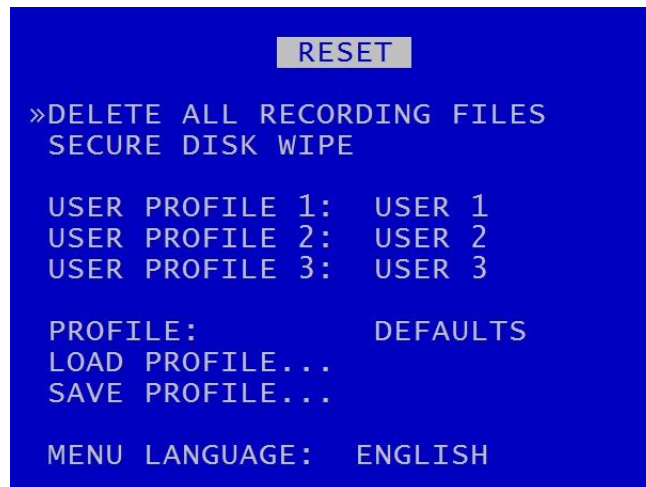 RESET
»DELETE ALL RECORDING FILES
SECURE DISK WIPE
USER PROFILE 1: USER 1
USER PROFILE 2: USER 2
USER PROFILE 3: USER 3
PROFILE: DEFAULTS
LOAD PROFILE...
SAVE PROFILE...
MENU LANGUAGE: ENGLISH